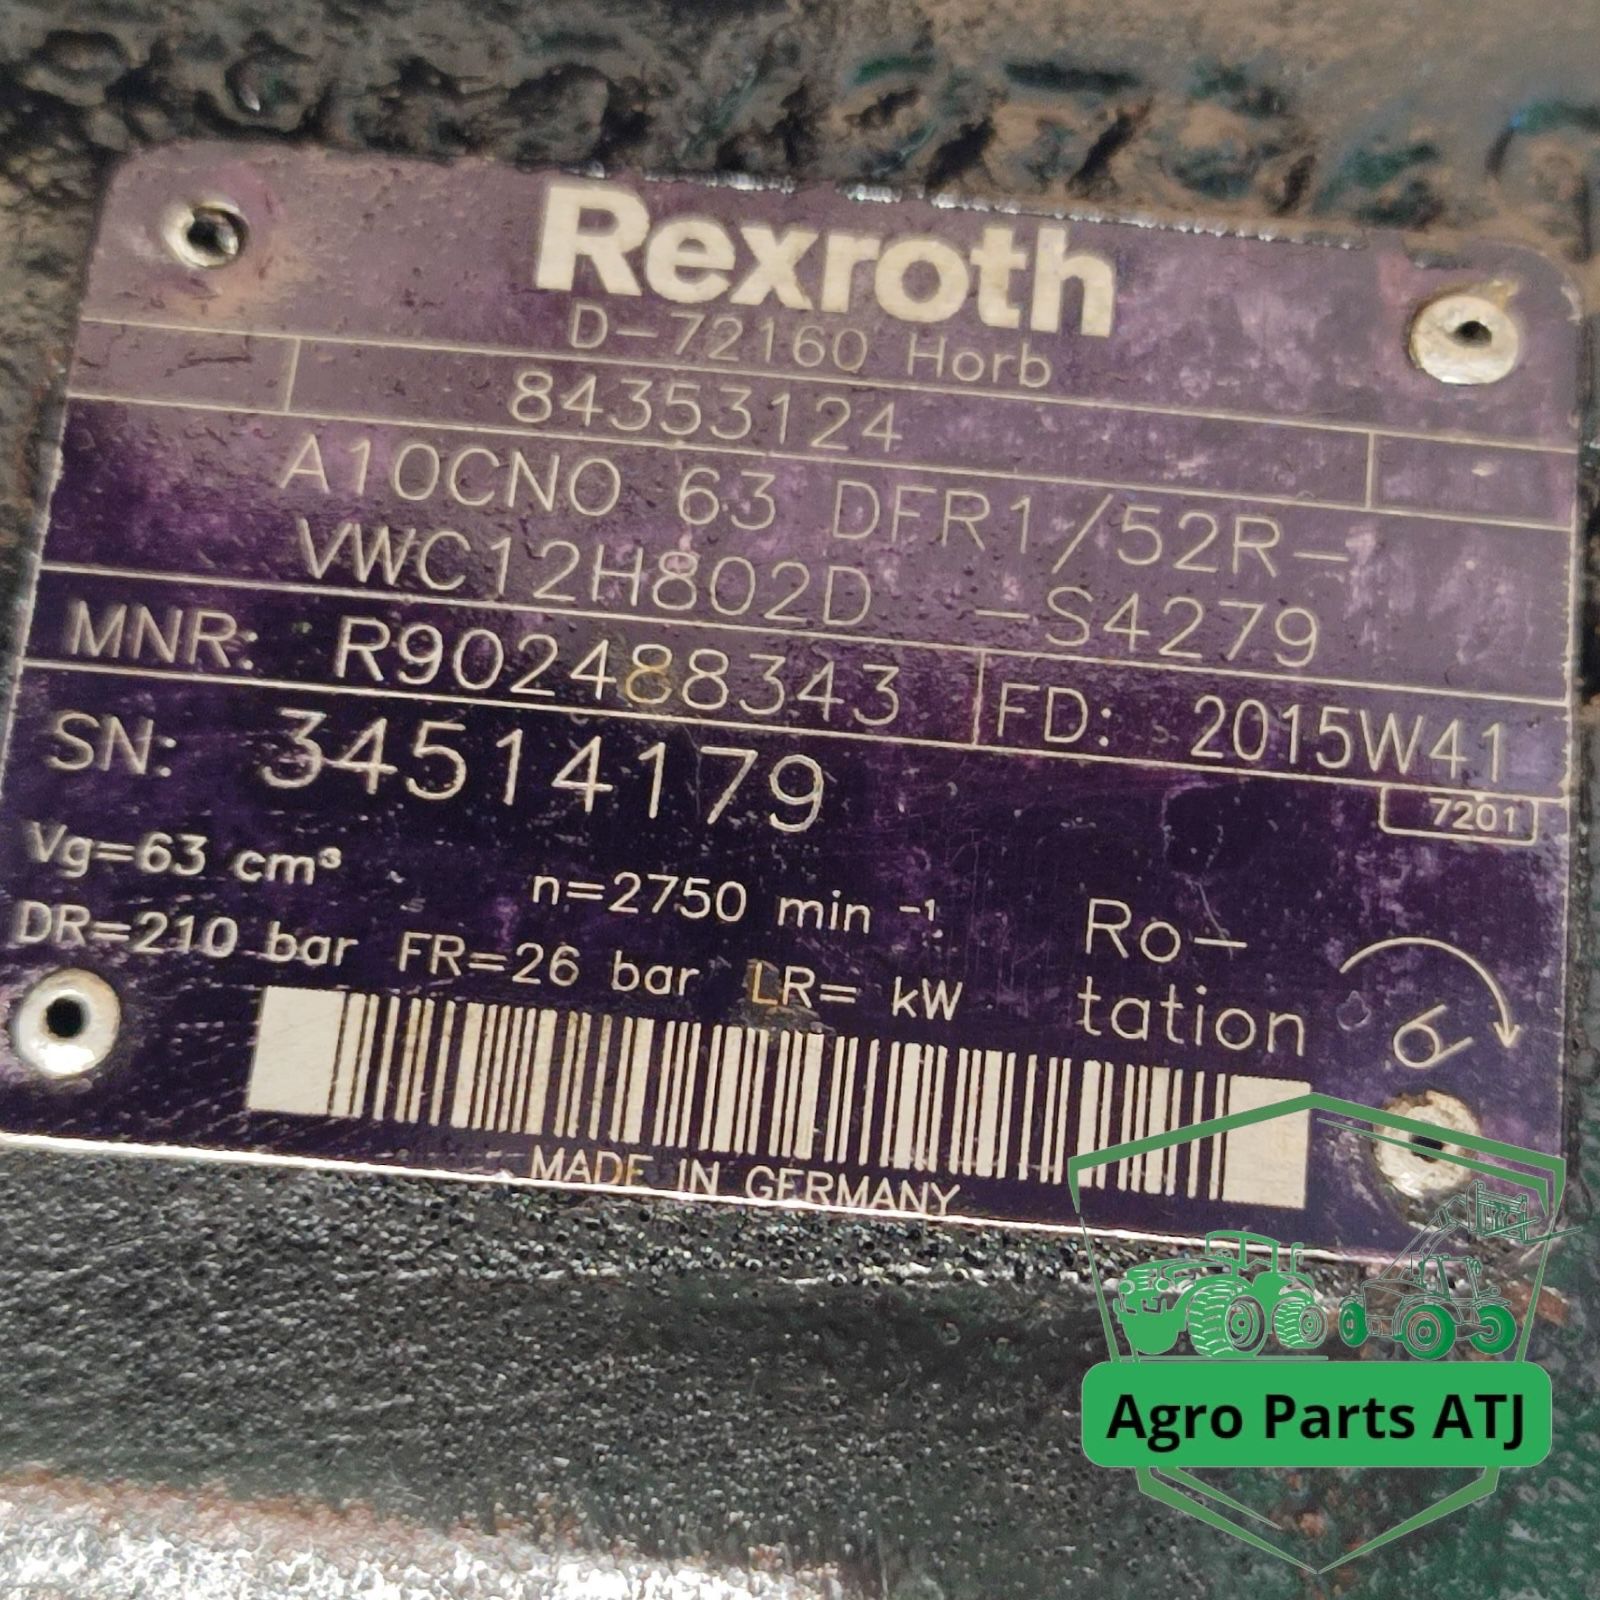 Rexroth
D-72160 Horb
84353124
A10CNO 63 DFR1/52R-
VWC12H802D -S4279
MNR: R902488343 FD: 2015W41
SN: 34514179
7201
Vg=63 cm³ n=2750 min⁻¹
DR=210 bar FR=26 bar LR= kW
Ro-
tation
MADE IN GERMANY
Agro Parts ATJ